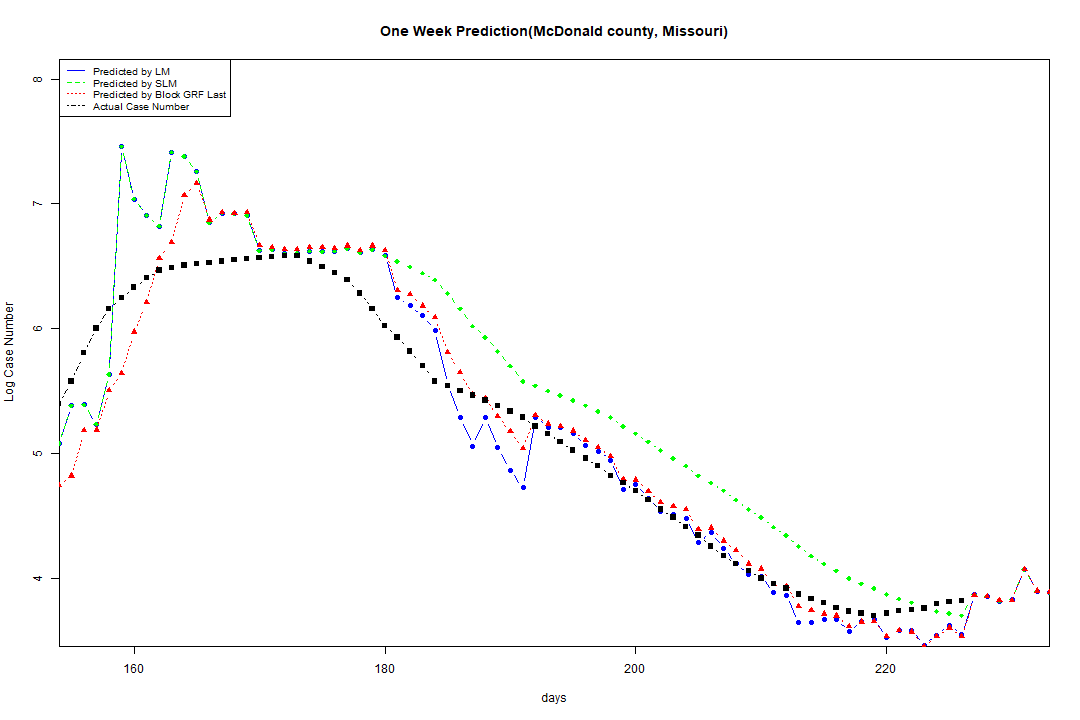 One Week Prediction(McDonald county, Missouri)
Predicted by LM
Predicted by SLM
Predicted by Block GRF Last
Actual Case Number
8
7
6
5
4
Log Case Number
160 180 200 220
days